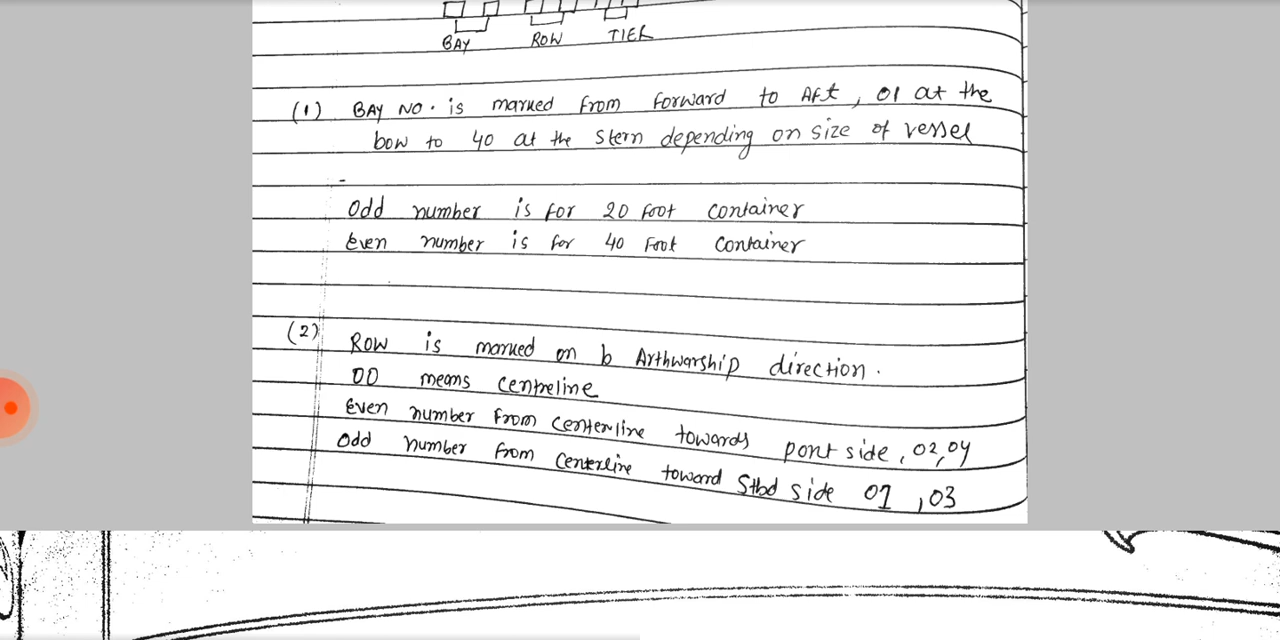 BAY ROW TIER
(1) BAY NO. is marked from forward to Aft, 01 at the
bow to 40 at the stern depending on size of vessel
Odd number is for 20 foot container
Even number is for 40 Foot container
(2) Row is marked on b Arthwarship direction.
00 means centreline
Even number from centerline towards port side, 02,04
Odd number from centerline toward Stbd side 01, 03